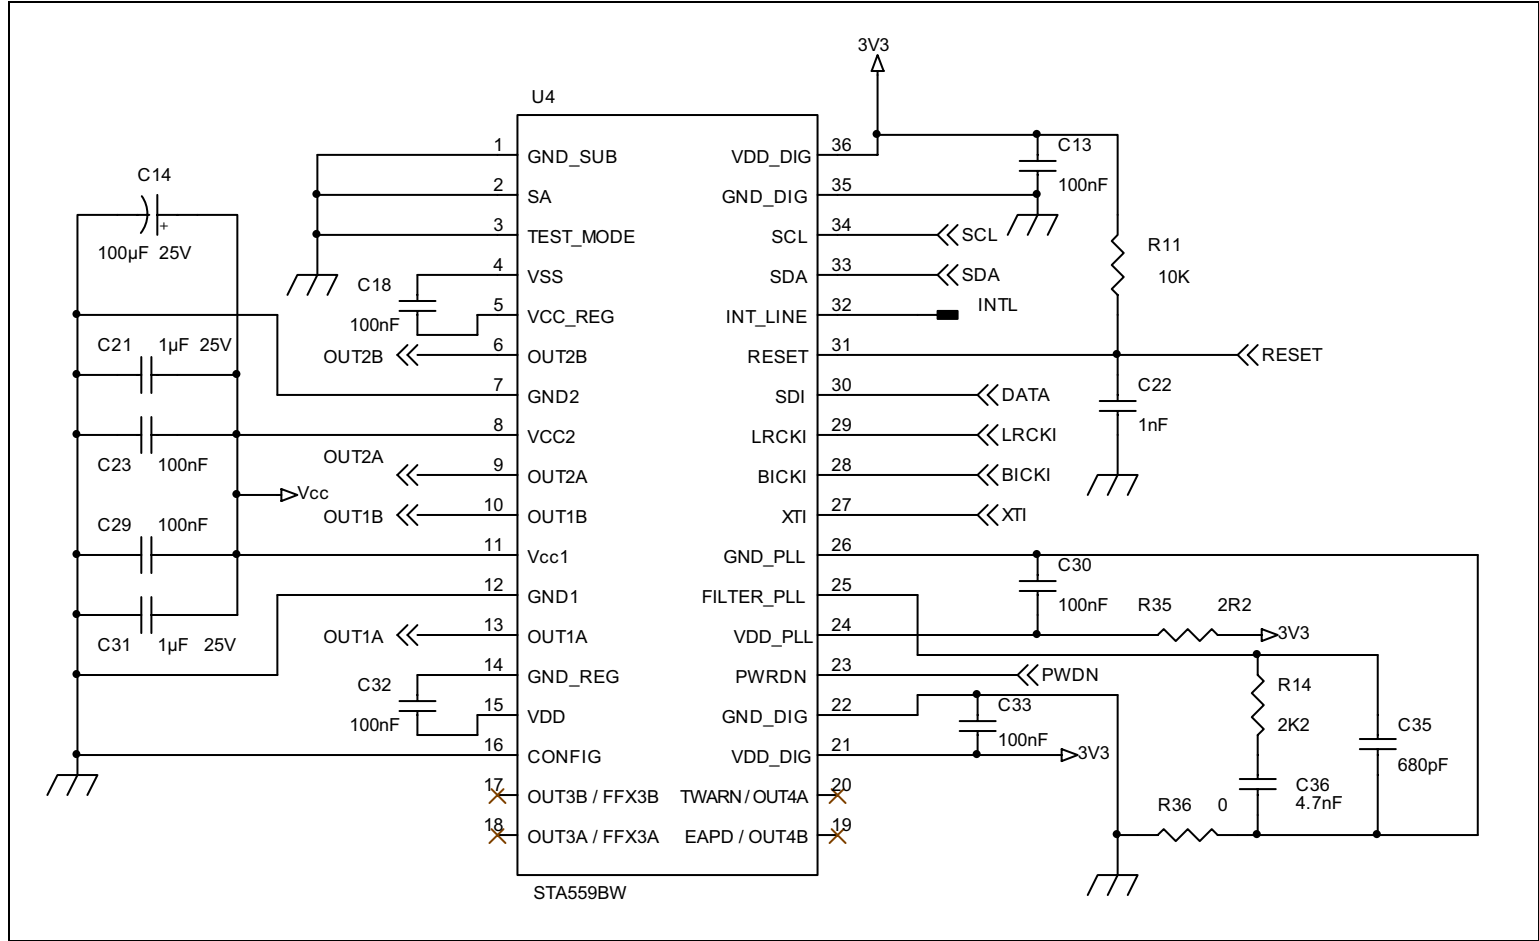 3V3
U4
1
GND_SUB
VDD_DIG
36
C13
100nF
C14
+
100µF 25V
2
SA
GND_DIG
35
3
TEST_MODE
SCL
34
SCL
R11
10K
4
VSS
SDA
33
SDA
C18
100nF
5
VCC_REG
INT_LINE
32
INTL
C21 1µF 25V
OUT2B
6
OUT2B
RESET
31
RESET
7
GND2
SDI
30
DATA
C22
1nF
C23 100nF
8
VCC2
LRCKI
29
LRCKI
OUT2A
9
OUT2A
BICKI
28
BICKI
Vcc
OUT1B
10
OUT1B
XTI
27
XTI
C29 100nF
11
Vcc1
GND_PLL
26
C30
100nF
12
GND1
FILTER_PLL
25
R35 2R2
C31 1µF 25V
OUT1A
13
OUT1A
VDD_PLL
24
3V3
14
GND_REG
PWRDN
23
PWDN
C32
100nF
R14
2K2
15
VDD
GND_DIG
22
C33
100nF
C35
680pF
16
CONFIG
VDD_DIG
21
3V3
17
OUT3B / FFX3B
TWARN / OUT4A
20
C36
4.7nF
R36 0
18
OUT3A / FFX3A
EAPD / OUT4B
19
STA559BW